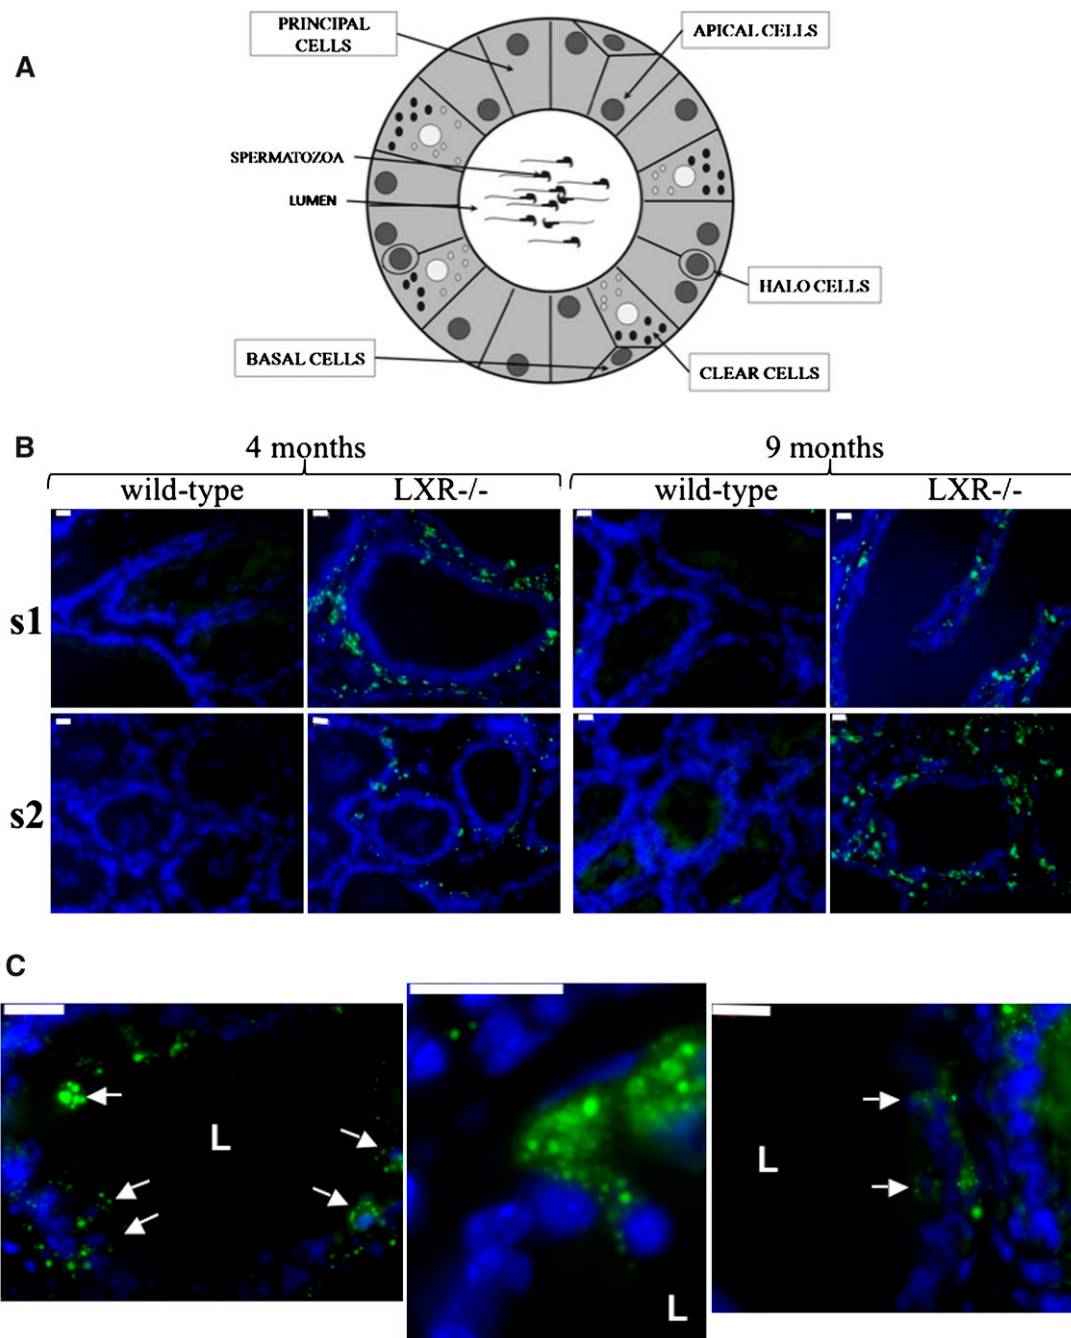 A
PRINCIPAL
CELLS
APICAL CELLS
SPERMATOZOA
LUMEN
HALO CELLS
BASAL CELLS
CLEAR CELLS
B
4 months
9 months
wild-type
LXR-/-
wild-type
LXR-/-
s1
s2
C
L
L
L